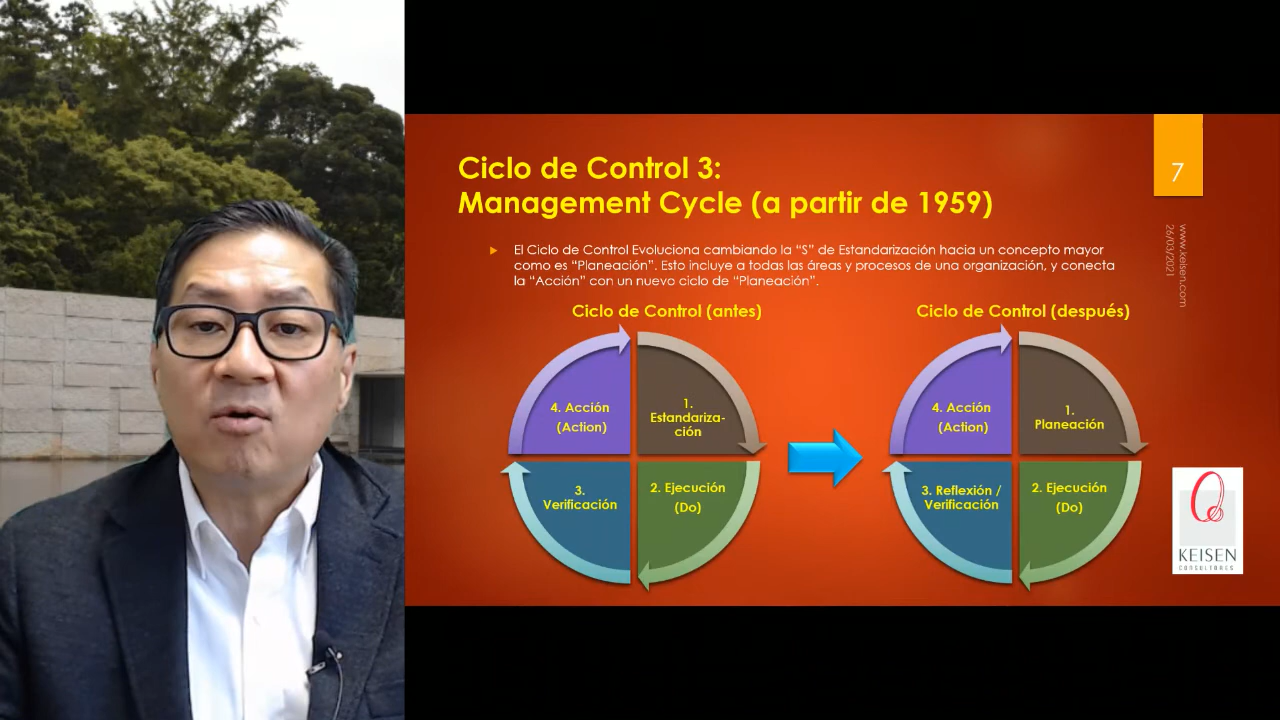 Ciclo de Control 3:
Management Cycle (a partir de 1959)
7
www.keisen.com
26/03/2021
El Ciclo de Control Evoluciona cambiando la “S” de Estandarización hacia un concepto mayor
como es “Planeación”. Esto incluye a todas las áreas y procesos de una organización, y conecta
la “Acción” con un nuevo ciclo de “Planeación”.
Ciclo de Control (antes)
4. Acción
(Action)
1.
Estandariza-
ción
3.
Verificación
2. Ejecución
(Do)
Ciclo de Control (después)
4. Acción
(Action)
1.
Planeación
3. Reflexión /
Verificación
2. Ejecución
(Do)
KEISEN
CONSULTORES